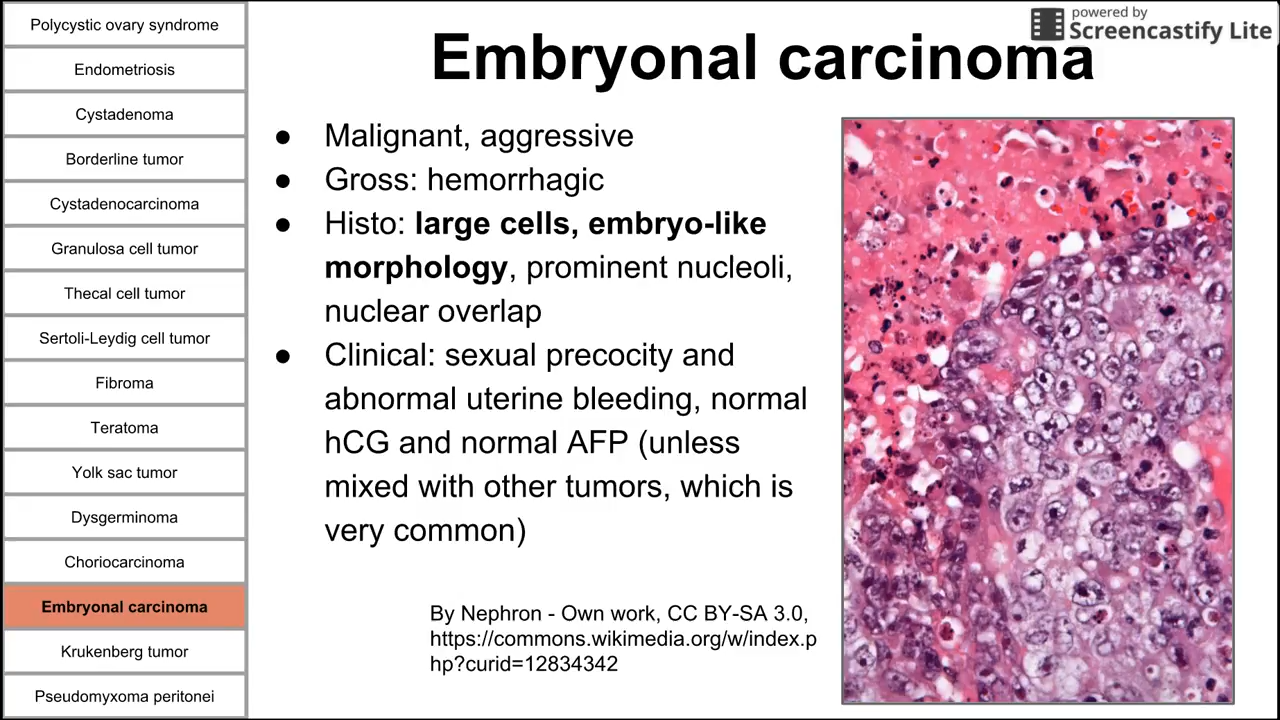 Polycystic ovary syndrome
Endometriosis
Cystadenoma
Borderline tumor
Cystadenocarcinoma
Granulosa cell tumor
Thecal cell tumor
Sertoli-Leydig cell tumor
Fibroma
Teratoma
Yolk sac tumor
Dysgerminoma
Choriocarcinoma
Embryonal carcinoma
Krukenberg tumor
Pseudomyxoma peritonei
powered by
Screencastify Lite
Embryonal carcinoma
● Malignant, aggressive
● Gross: hemorrhagic
● Histo: large cells, embryo-like
morphology, prominent nucleoli,
nuclear overlap
● Clinical: sexual precocity and
abnormal uterine bleeding, normal
hCG and normal AFP (unless
mixed with other tumors, which is
very common)
By Nephron - Own work, CC BY-SA 3.0,
https://commons.wikimedia.org/w/index.p
hp?curid=12834342